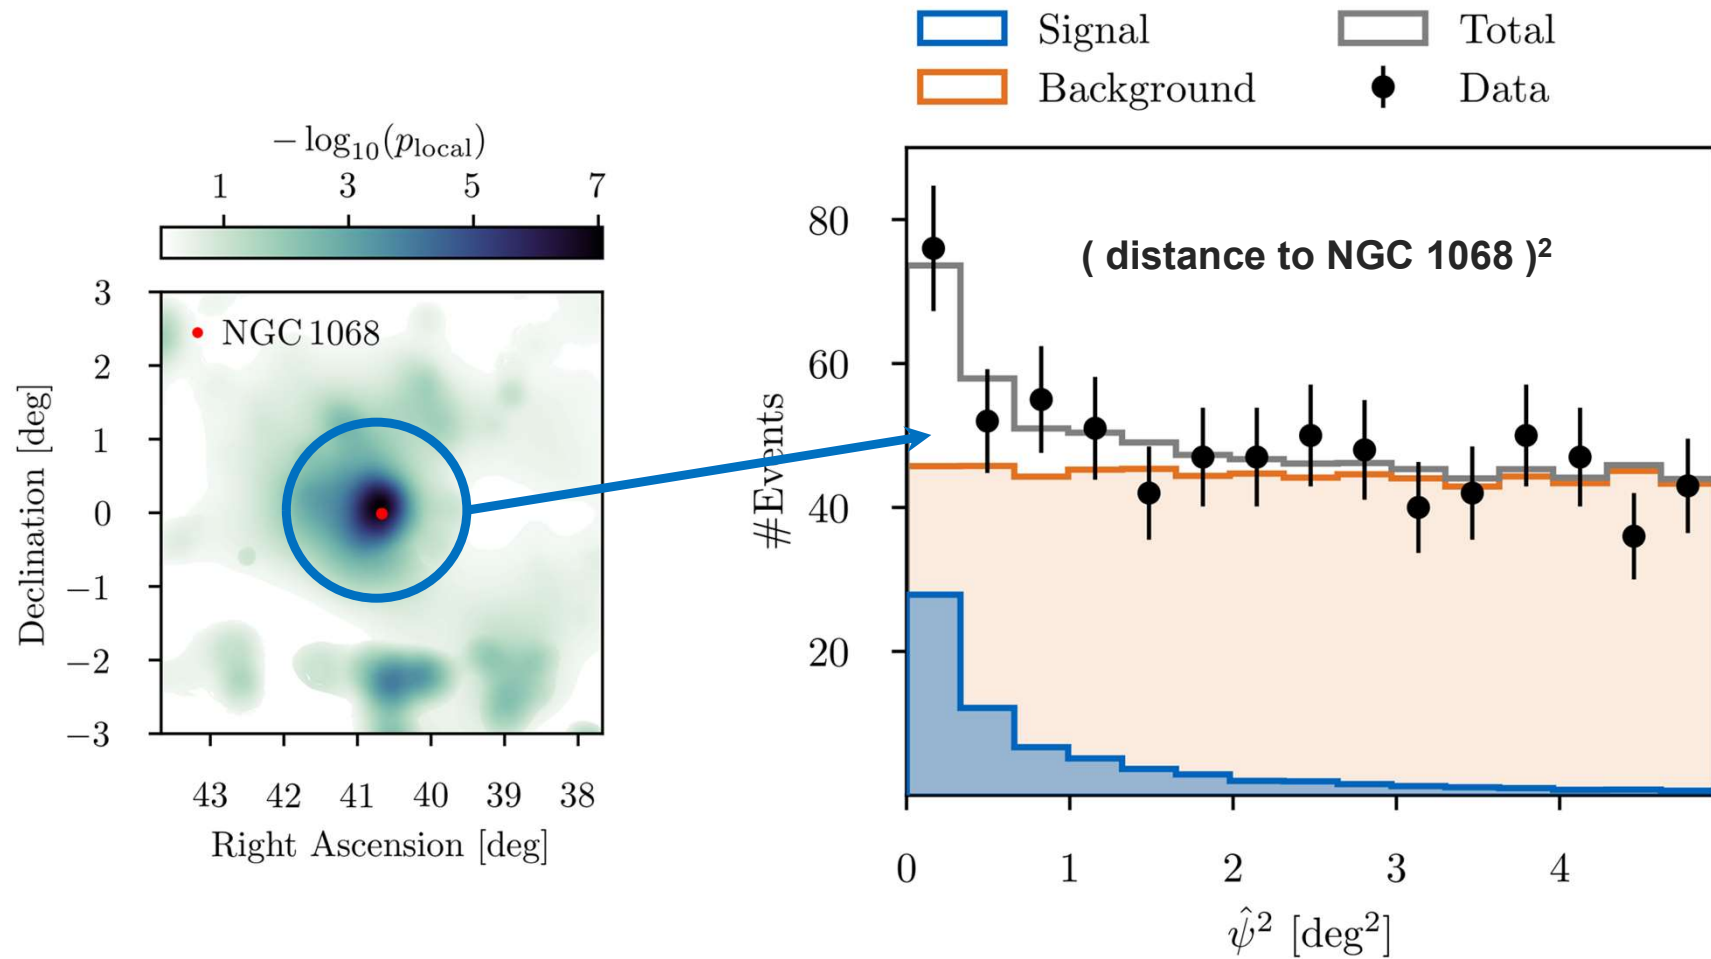 − log₁₀(p_local)
1 3 5 7
NGC 1068
3
2
1
0
−1
−2
−3
Declination [deg]
43 42 41 40 39 38
Right Ascension [deg]
Signal
Background
Total
Data
( distance to NGC 1068 )²
80
60
40
20
#Events
0 1 2 3 4
ψ̂² [deg²]